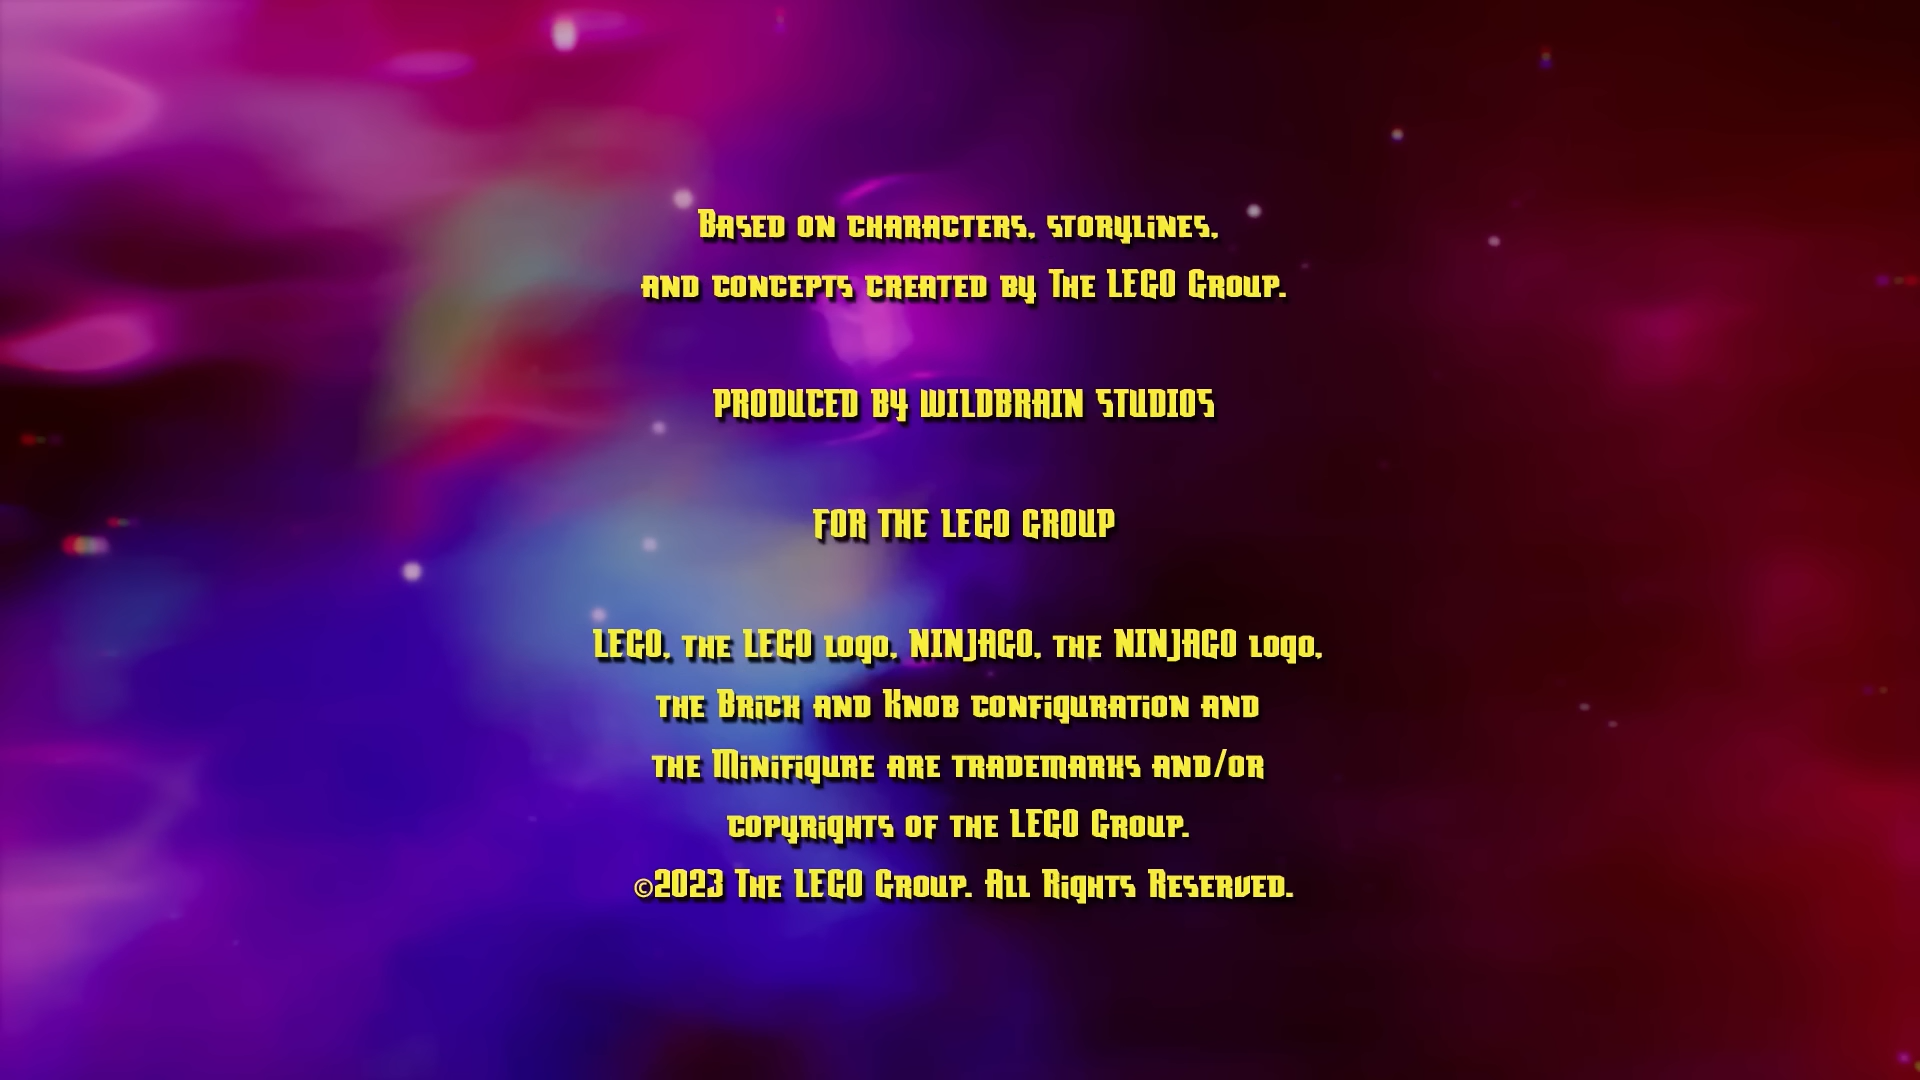 Based on characters, storylines,
and concepts created by The LEGO Group.
PRODUCED BY WILDBRAIN STUDIOS
FOR THE LEGO GROUP
LEGO, the LEGO logo, NINJAGO, the NINJAGO logo,
the Brick and Knob configuration and
the Minifigure are trademarks and/or
copyrights of the LEGO Group.
©2023 The LEGO Group. All Rights Reserved.